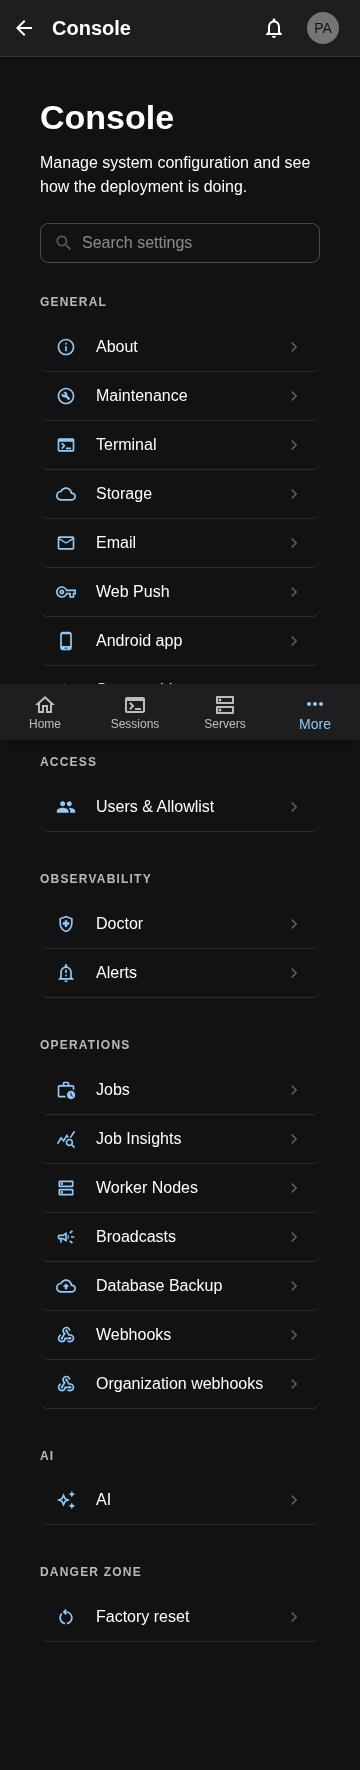 Console
PA
Console
Manage system configuration and see
how the deployment is doing.
Search settings
GENERAL
About
Maintenance
Terminal
Storage
Email
Web Push
Android app
Home
Sessions
Servers
More
ACCESS
Users & Allowlist
OBSERVABILITY
Doctor
Alerts
OPERATIONS
Jobs
Job Insights
Worker Nodes
Broadcasts
Database Backup
Webhooks
Organization webhooks
AI
AI
DANGER ZONE
Factory reset